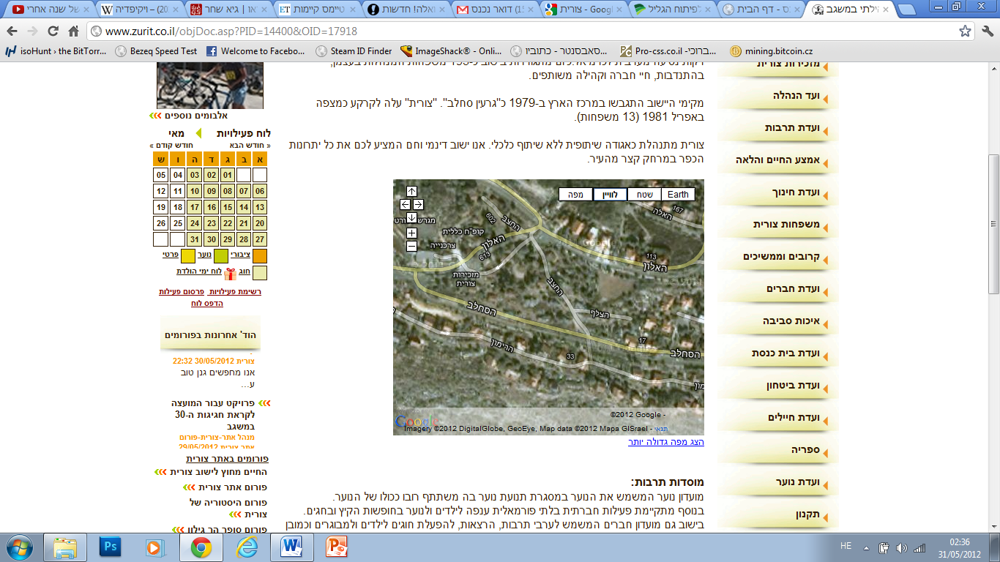 של שנה אחרי
ויקיפדיה – (20
או | גיא שחר
ET טיימס קיימות
ואלה! חדשות
דואר נכנס (15
צורית - Google
לפיתוח הגליל
נס - דף הבית
הילתי במשגב
www.zurit.co.il/objDoc.asp?PID=14400&OID=17918
isoHunt › the BitTorr...
Bezeq Speed Test
Welcome to Facebo...
Steam ID Finder
ImageShack® - Onli...
סאבסנטר - כתוביו...
Pro-css.co.il -ברוכי...
mining.bitcoin.cz
מזכירות צורית
ועד הנהלה
ועדת תרבות
אמצע החיים והלאה
ועדת חינוך
משפחות צורית
קרובים וממשיכים
ועדת חברים
איכות סביבה
ועדת בית כנסת
ועדת ביטחון
ועדת חיילים
ספריה
ועדת נוער
תקנון
בהתנדבות, חיי חברה וקהילה משותפים.
מקימי היישוב התגבשו במרכז הארץ ב-1979 כ"גרעין סחלב". "צורית" עלה לקרקע כמצפה
באפריל 1981 (13 משפחות).
צורית מתנהלת כאגודה שיתופית ללא שיתוף כלכלי. אנו ישוב דינמי וחם המציע לכם את כל יתרונות
הכפר במרחק קצר מהעיר.
מפה
לוויין
שטח
Earth
האלה
167
החצב
602
קופ"ח כללית
האלון
צרכנייה
613
113
האלון
מזכירות
צורית
החצב
הסחלב
הצלף
17
הרימון
33
הסחלב
©2012 Google -
Google
Imagery ©2012 DigitalGlobe, GeoEye, Map data ©2012 Mapa GISrael - תנאי
הצג מפה גדולה יותר
מוסדות תרבות:
מועדון נוער המשמש את הנוער במסגרת תנועת נוער בה משתתף רובו ככולו של הנוער.
בנוסף מתקיימת פעילות חברתית בלתי פורמאלית ענפה לילדים ולנוער בחופשות הקיץ ובחגים.
בישוב גם מועדון חברים המשמש לערבי תרבות, הרצאות, להפעלת חוגים לילדים ולמבוגרים וכמובן
אלבומים נוספים
לוח פעילויות
מאי
« חודש הבא
חודש קודם »
א ב ג ד ה ו ש
01 02 03 04 05
06 07 08 09 10 11 12
13 14 15 16 17 18 19
20 21 22 23 24 25 26
27 28 29 30 31
ציבורי
נוער
פרטי
חוג
לוח ימי הולדת
רשימת פעילויות
פרסום פעילות
הדפס לוח
הוד' אחרונות בפורומים
צורית 30/05/2012 22:32
אנו מחפשים גנן טוב
ע...
פרויקט עבור המועצה
לקראת חגיגות ה-30
במשגב
מנהל אתר-צורית-פורום
אתר צורית 29/05/2012
פורומים באתר צורית
החיים מחוץ לישוב צורית
פורום אתר צורית
פורום היסטוריה של
צורית
פורום סופר הר גילון
Ps
HE
02:36
31/05/2012